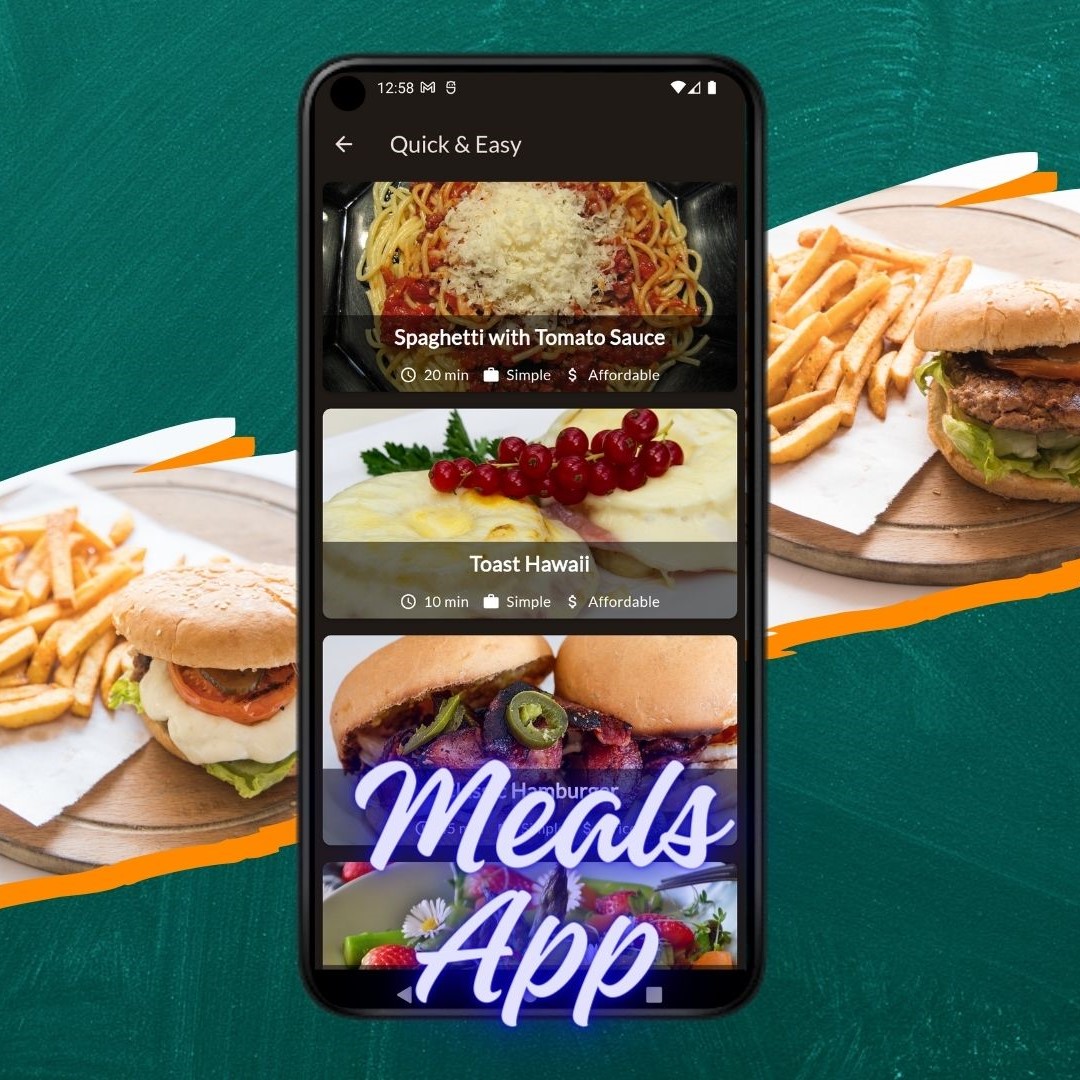 12:58
Quick & Easy
Spaghetti with Tomato Sauce
20 min Simple $ Affordable
Toast Hawaii
10 min Simple $ Affordable
Hamburger
Meals
App